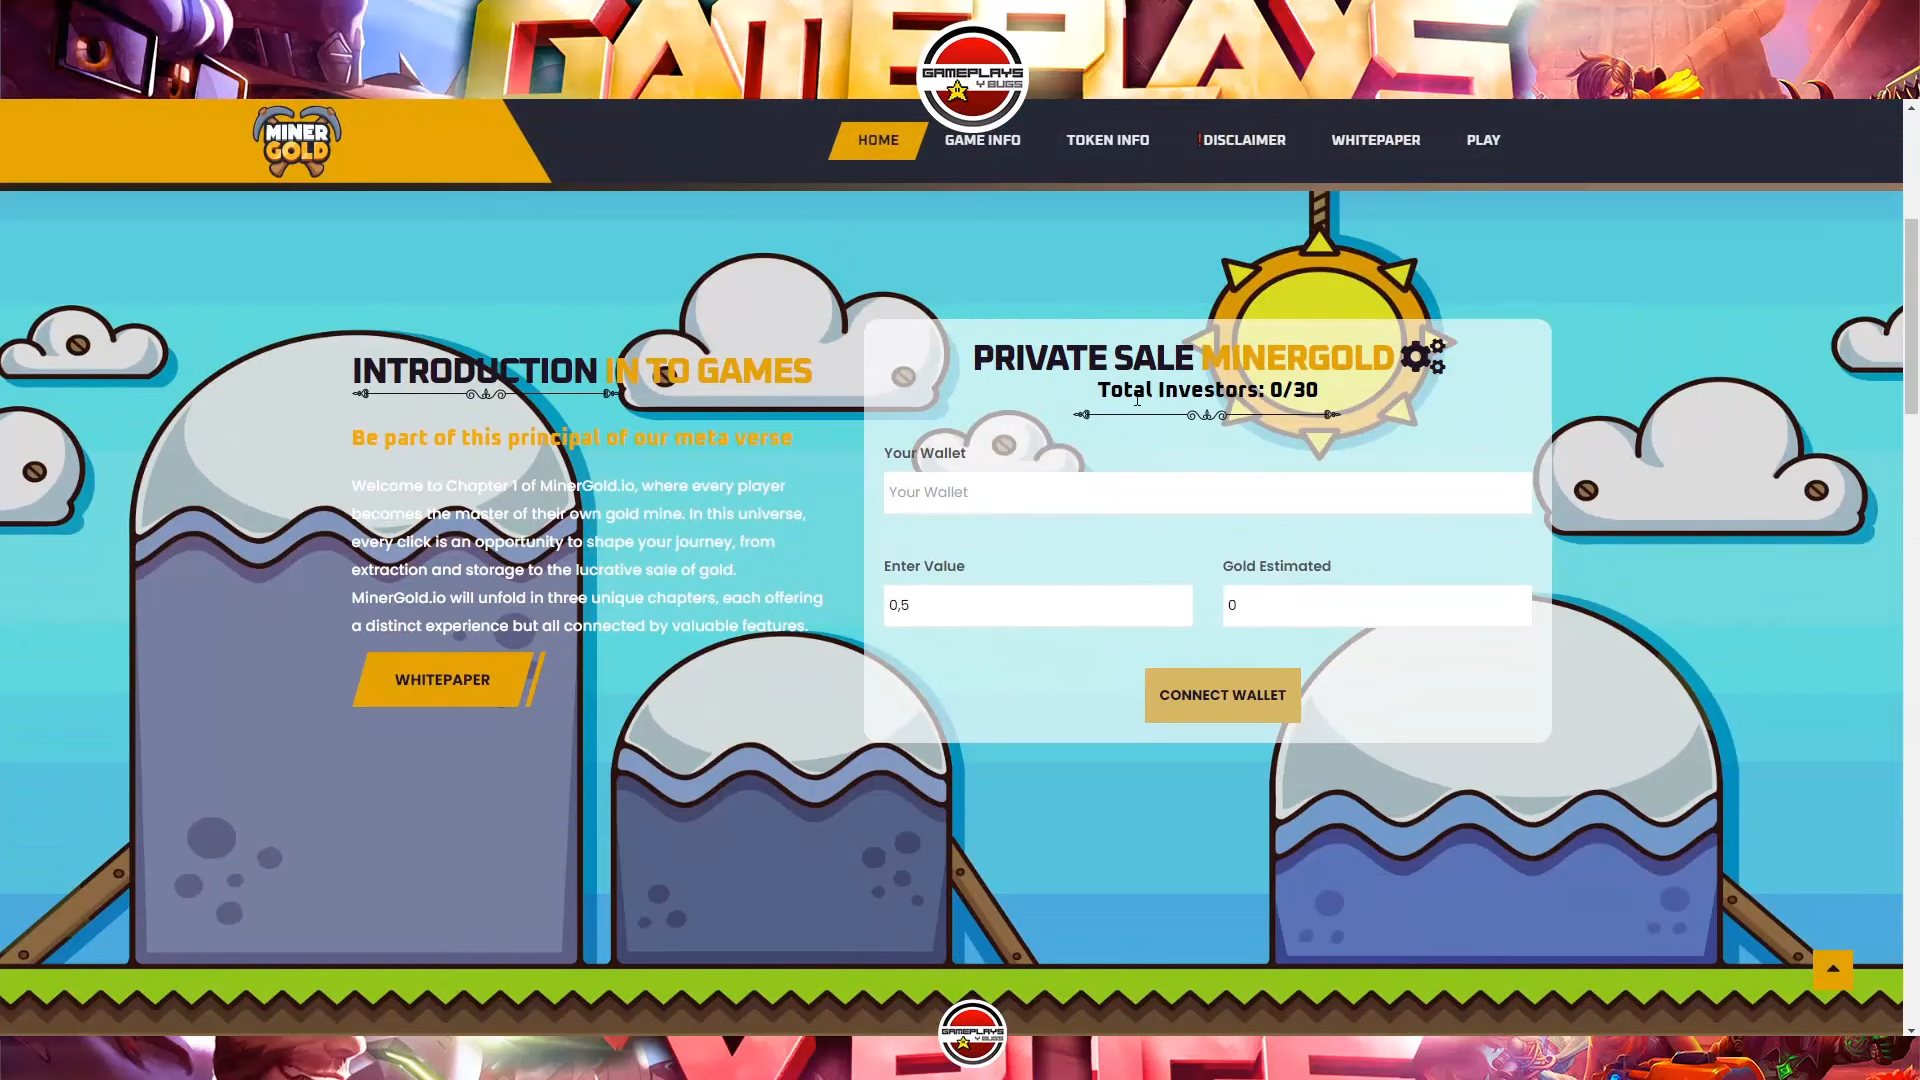 GAMEPLAYS
GAMEPLAYS
Y BUGS
MINER
GOLD
HOME
GAME INFO
TOKEN INFO
❗DISCLAIMER
WHITEPAPER
PLAY
INTRODUCTION IN TO GAMES
Be part of this principal of our meta verse
Welcome to Chapter 1 of MinerGold.io, where every player
becomes the master of their own gold mine. In this universe,
every click is an opportunity to shape your journey, from
extraction and storage to the lucrative sale of gold.
MinerGold.io will unfold in three unique chapters, each offering
a distinct experience but all connected by valuable features.
WHITEPAPER
PRIVATE SALE MINERGOLD
Total Investors: 0/30
Your Wallet
Your Wallet
Enter Value
Gold Estimated
0,5
0
CONNECT WALLET
GAMEPLAYS
Y BUGS